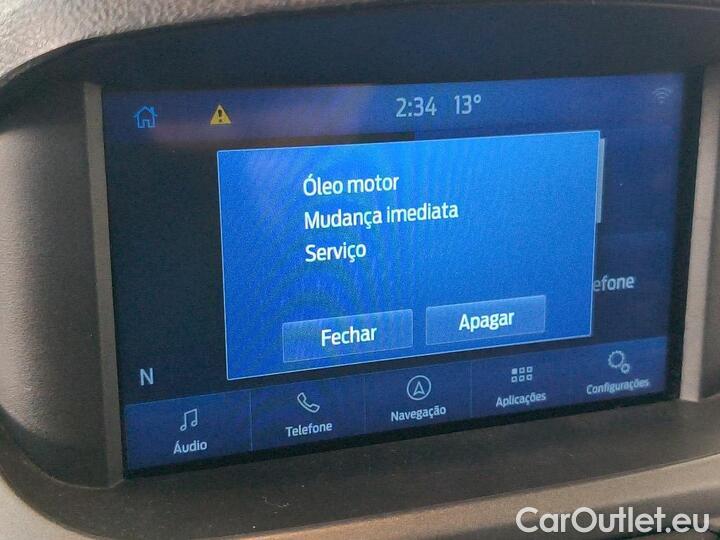 2:34 13°
Óleo motor
Mudança imediata
Serviço
efone
Fechar
Apagar
N
Áudio
Telefone
Navegação
Aplicações
Configurações
CarOutlet.eu